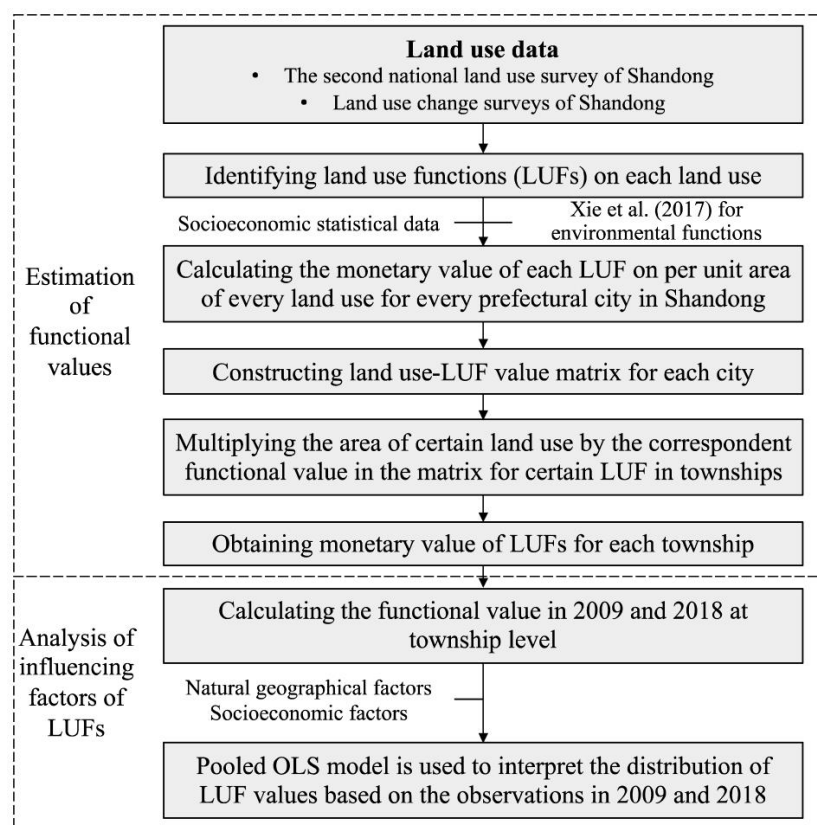 Land use data
• The second national land use survey of Shandong
• Land use change surveys of Shandong
Identifying land use functions (LUFs) on each land use
Socioeconomic statistical data
Xie et al. (2017) for
environmental functions
Calculating the monetary value of each LUF on per unit area
of every land use for every prefectural city in Shandong
Estimation
of
functional
values
Constructing land use-LUF value matrix for each city
Multiplying the area of certain land use by the correspondent
functional value in the matrix for certain LUF in townships
Obtaining monetary value of LUFs for each township
Calculating the functional value in 2009 and 2018 at
township level
Analysis of
influencing
factors of
LUFs
Natural geographical factors
Socioeconomic factors
Pooled OLS model is used to interpret the distribution of
LUF values based on the observations in 2009 and 2018